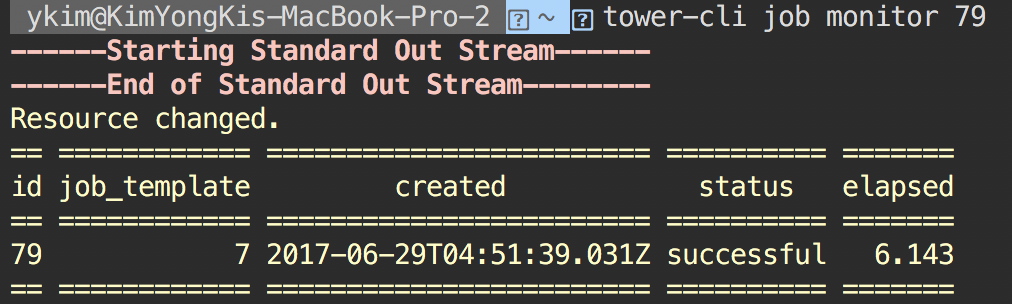 ykim@KimYongKis-MacBook-Pro-2 ? ~ ? tower-cli job monitor 79
------Starting Standard Out Stream------
------End of Standard Out Stream--------
Resource changed.
== ============ ======================== ========== =======
id job_template         created            status   elapsed
== ============ ======================== ========== =======
79            7 2017-06-29T04:51:39.031Z successful   6.143
== ============ ======================== ========== =======